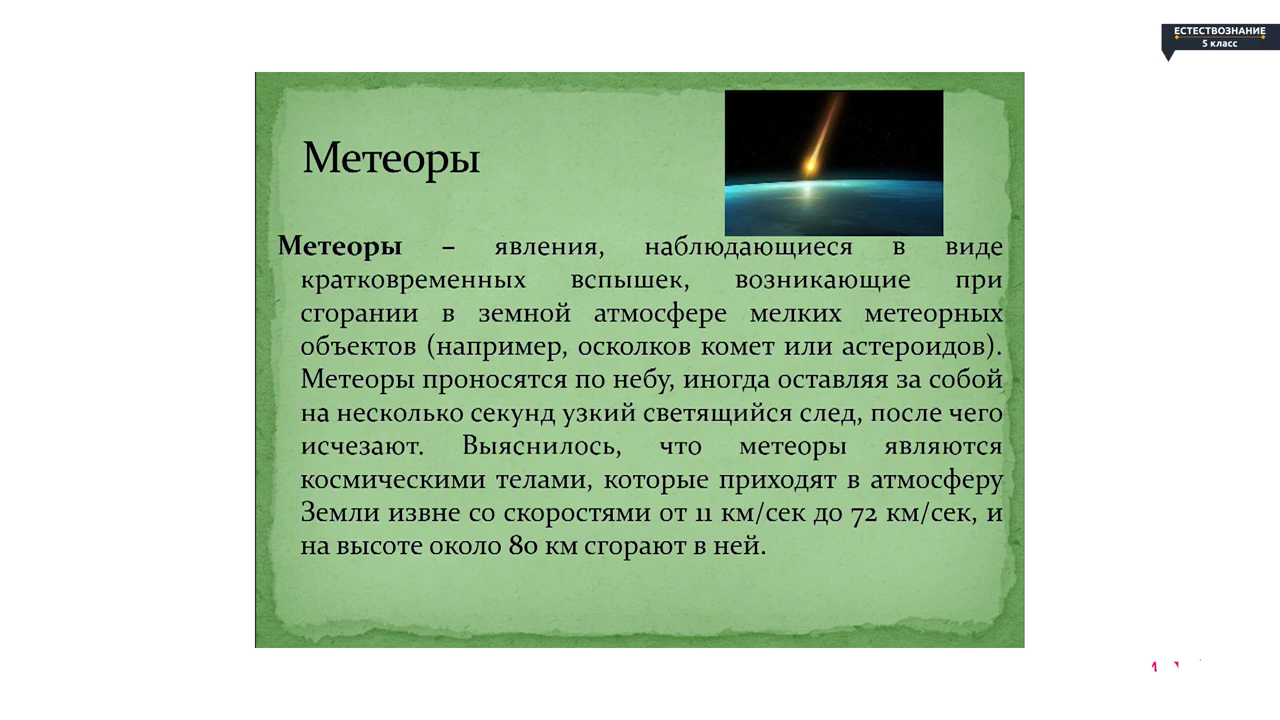 ЕСТЕСТВОЗНАНИЕ
5 класс
Метеоры
Метеоры – явления, наблюдающиеся в виде
кратковременных вспышек, возникающие при
сгорании в земной атмосфере мелких метеорных
объектов (например, осколков комет или астероидов).
Метеоры проносятся по небу, иногда оставляя за собой
на несколько секунд узкий светящийся след, после чего
исчезают. Выяснилось, что метеоры являются
космическими телами, которые приходят в атмосферу
Земли извне со скоростями от 11 км/сек до 72 км/сек, и
на высоте около 80 км сгорают в ней.